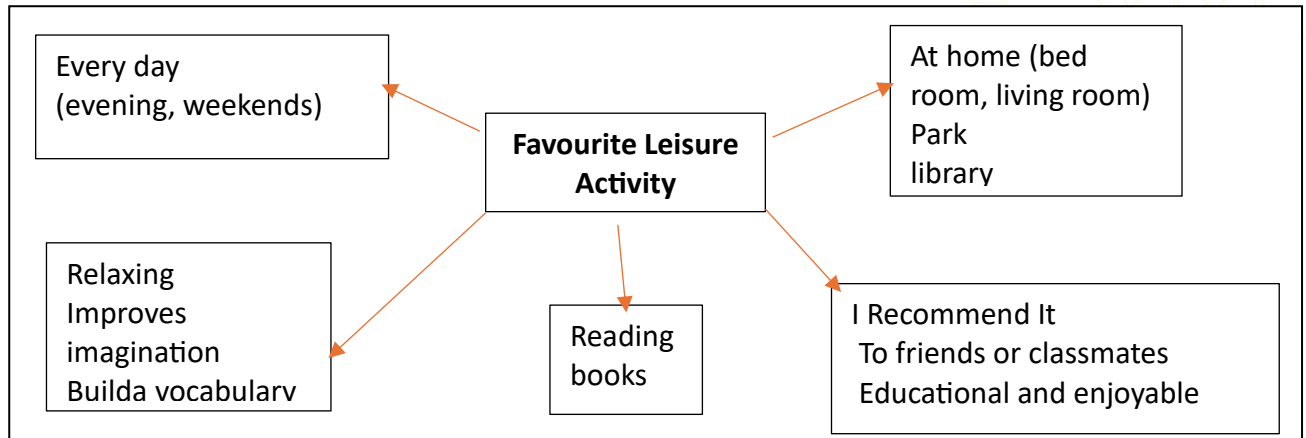 Every day
(evening, weekends)
At home (bed
room, living room)
Park
library
Favourite Leisure
Activity
Relaxing
Improves
imagination
Builda vocabulary
Reading
books
I Recommend It
To friends or classmates
Educational and enjoyable